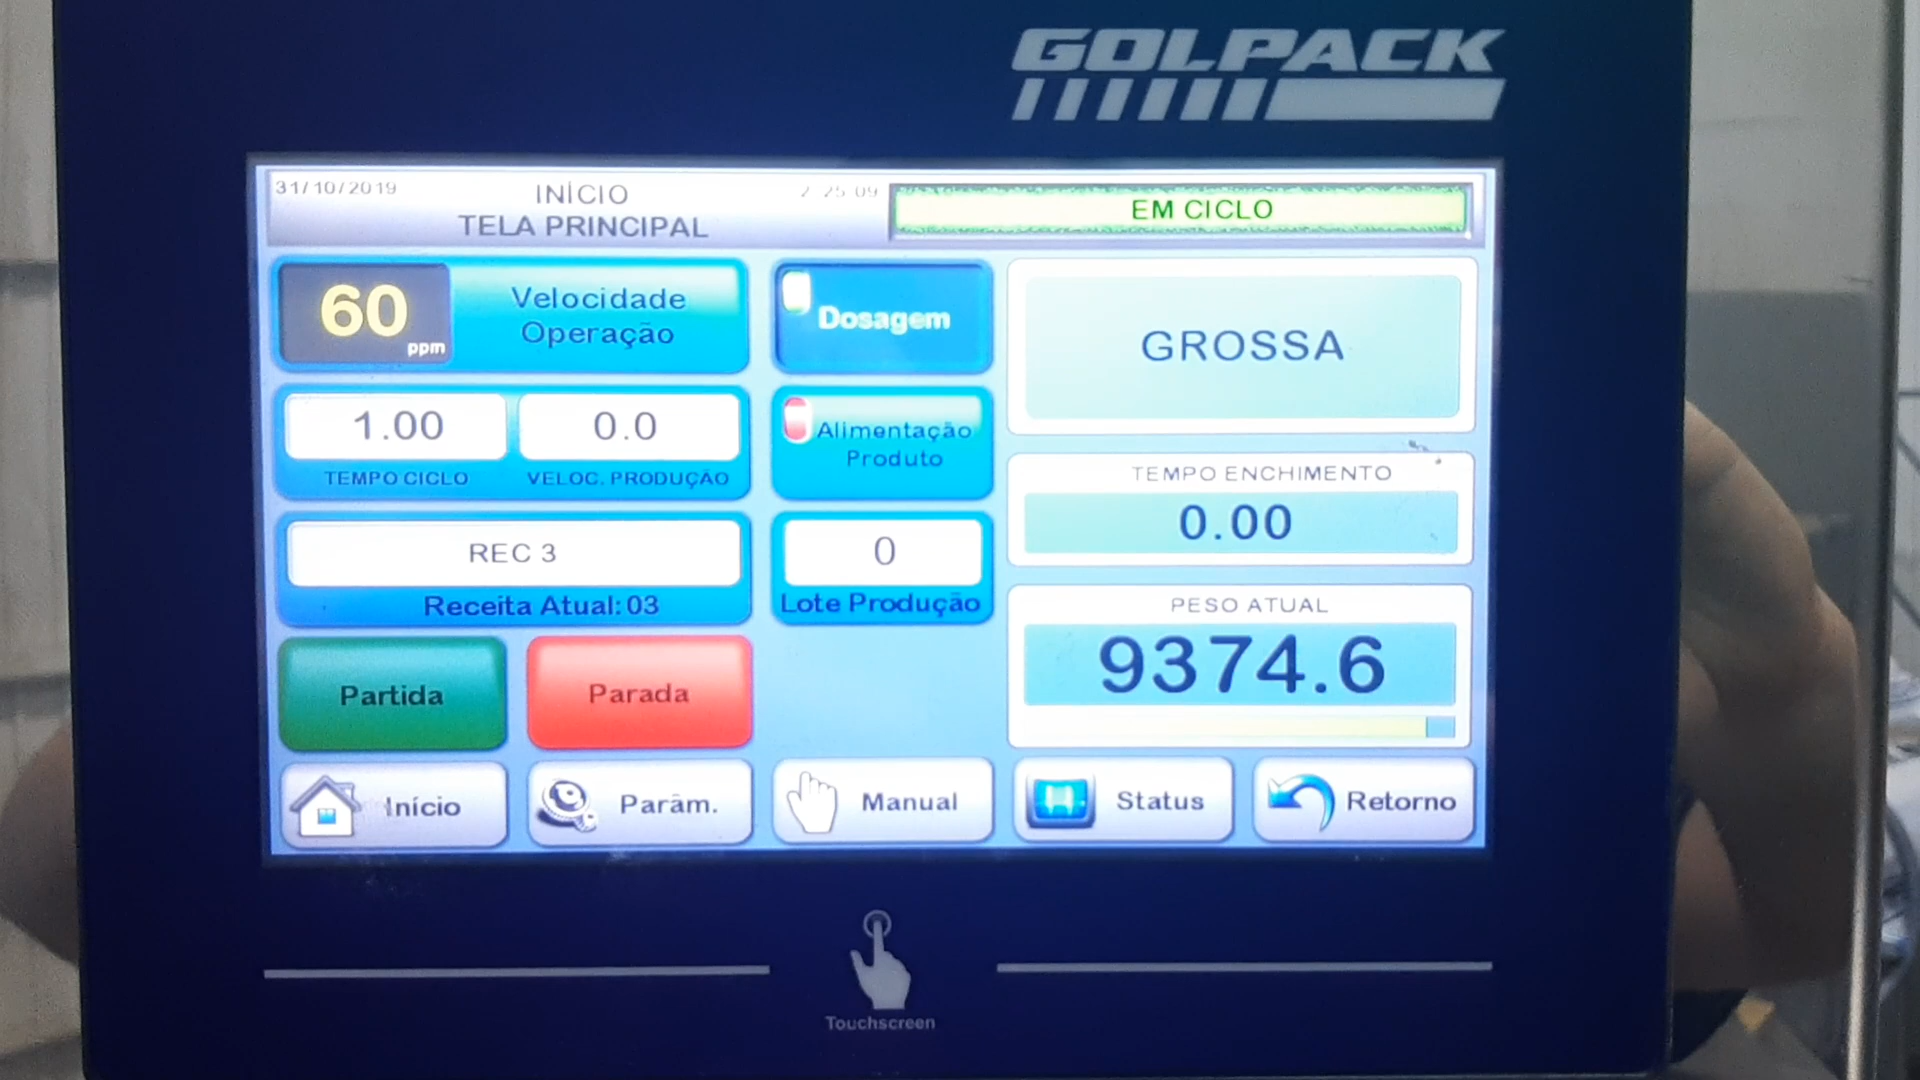 GOLPACK
31/10/2019
INÍCIO
TELA PRINCIPAL
EM CICLO
60
ppm
Velocidade
Operação
Dosagem
GROSSA
1.00
0.0
TEMPO CICLO
VELOC. PRODUÇÃO
Alimentação
Produto
TEMPO ENCHIMENTO
0.00
REC 3
Receita Atual: 03
0
Lote Produção
PESO ATUAL
9374.6
Partida
Parada
Início
Parâm.
Manual
Status
Retorno
Touchscreen